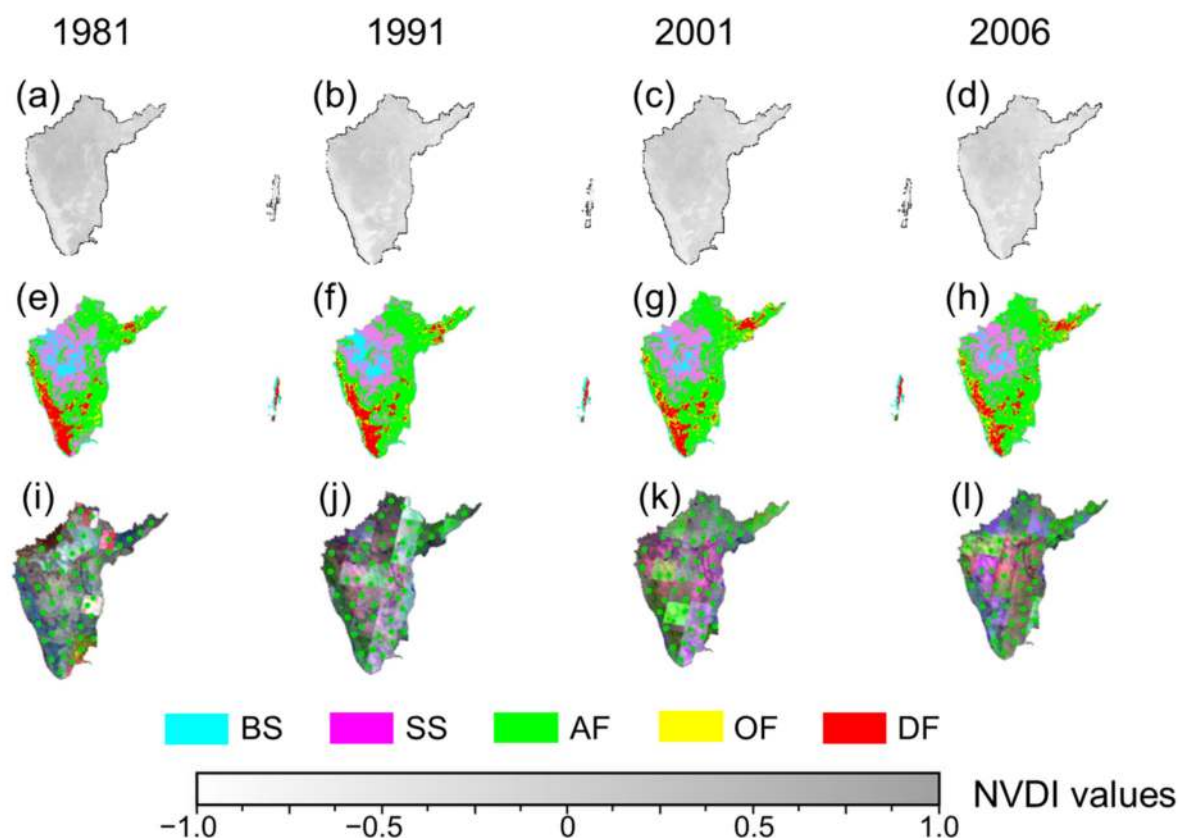 1981 1991 2001 2006
(a) (b) (c) (d)
(e) (f) (g) (h)
(i) (j) (k) (l)
BS SS AF OF DF
NVDI values
−1.0 −0.5 0 0.5 1.0